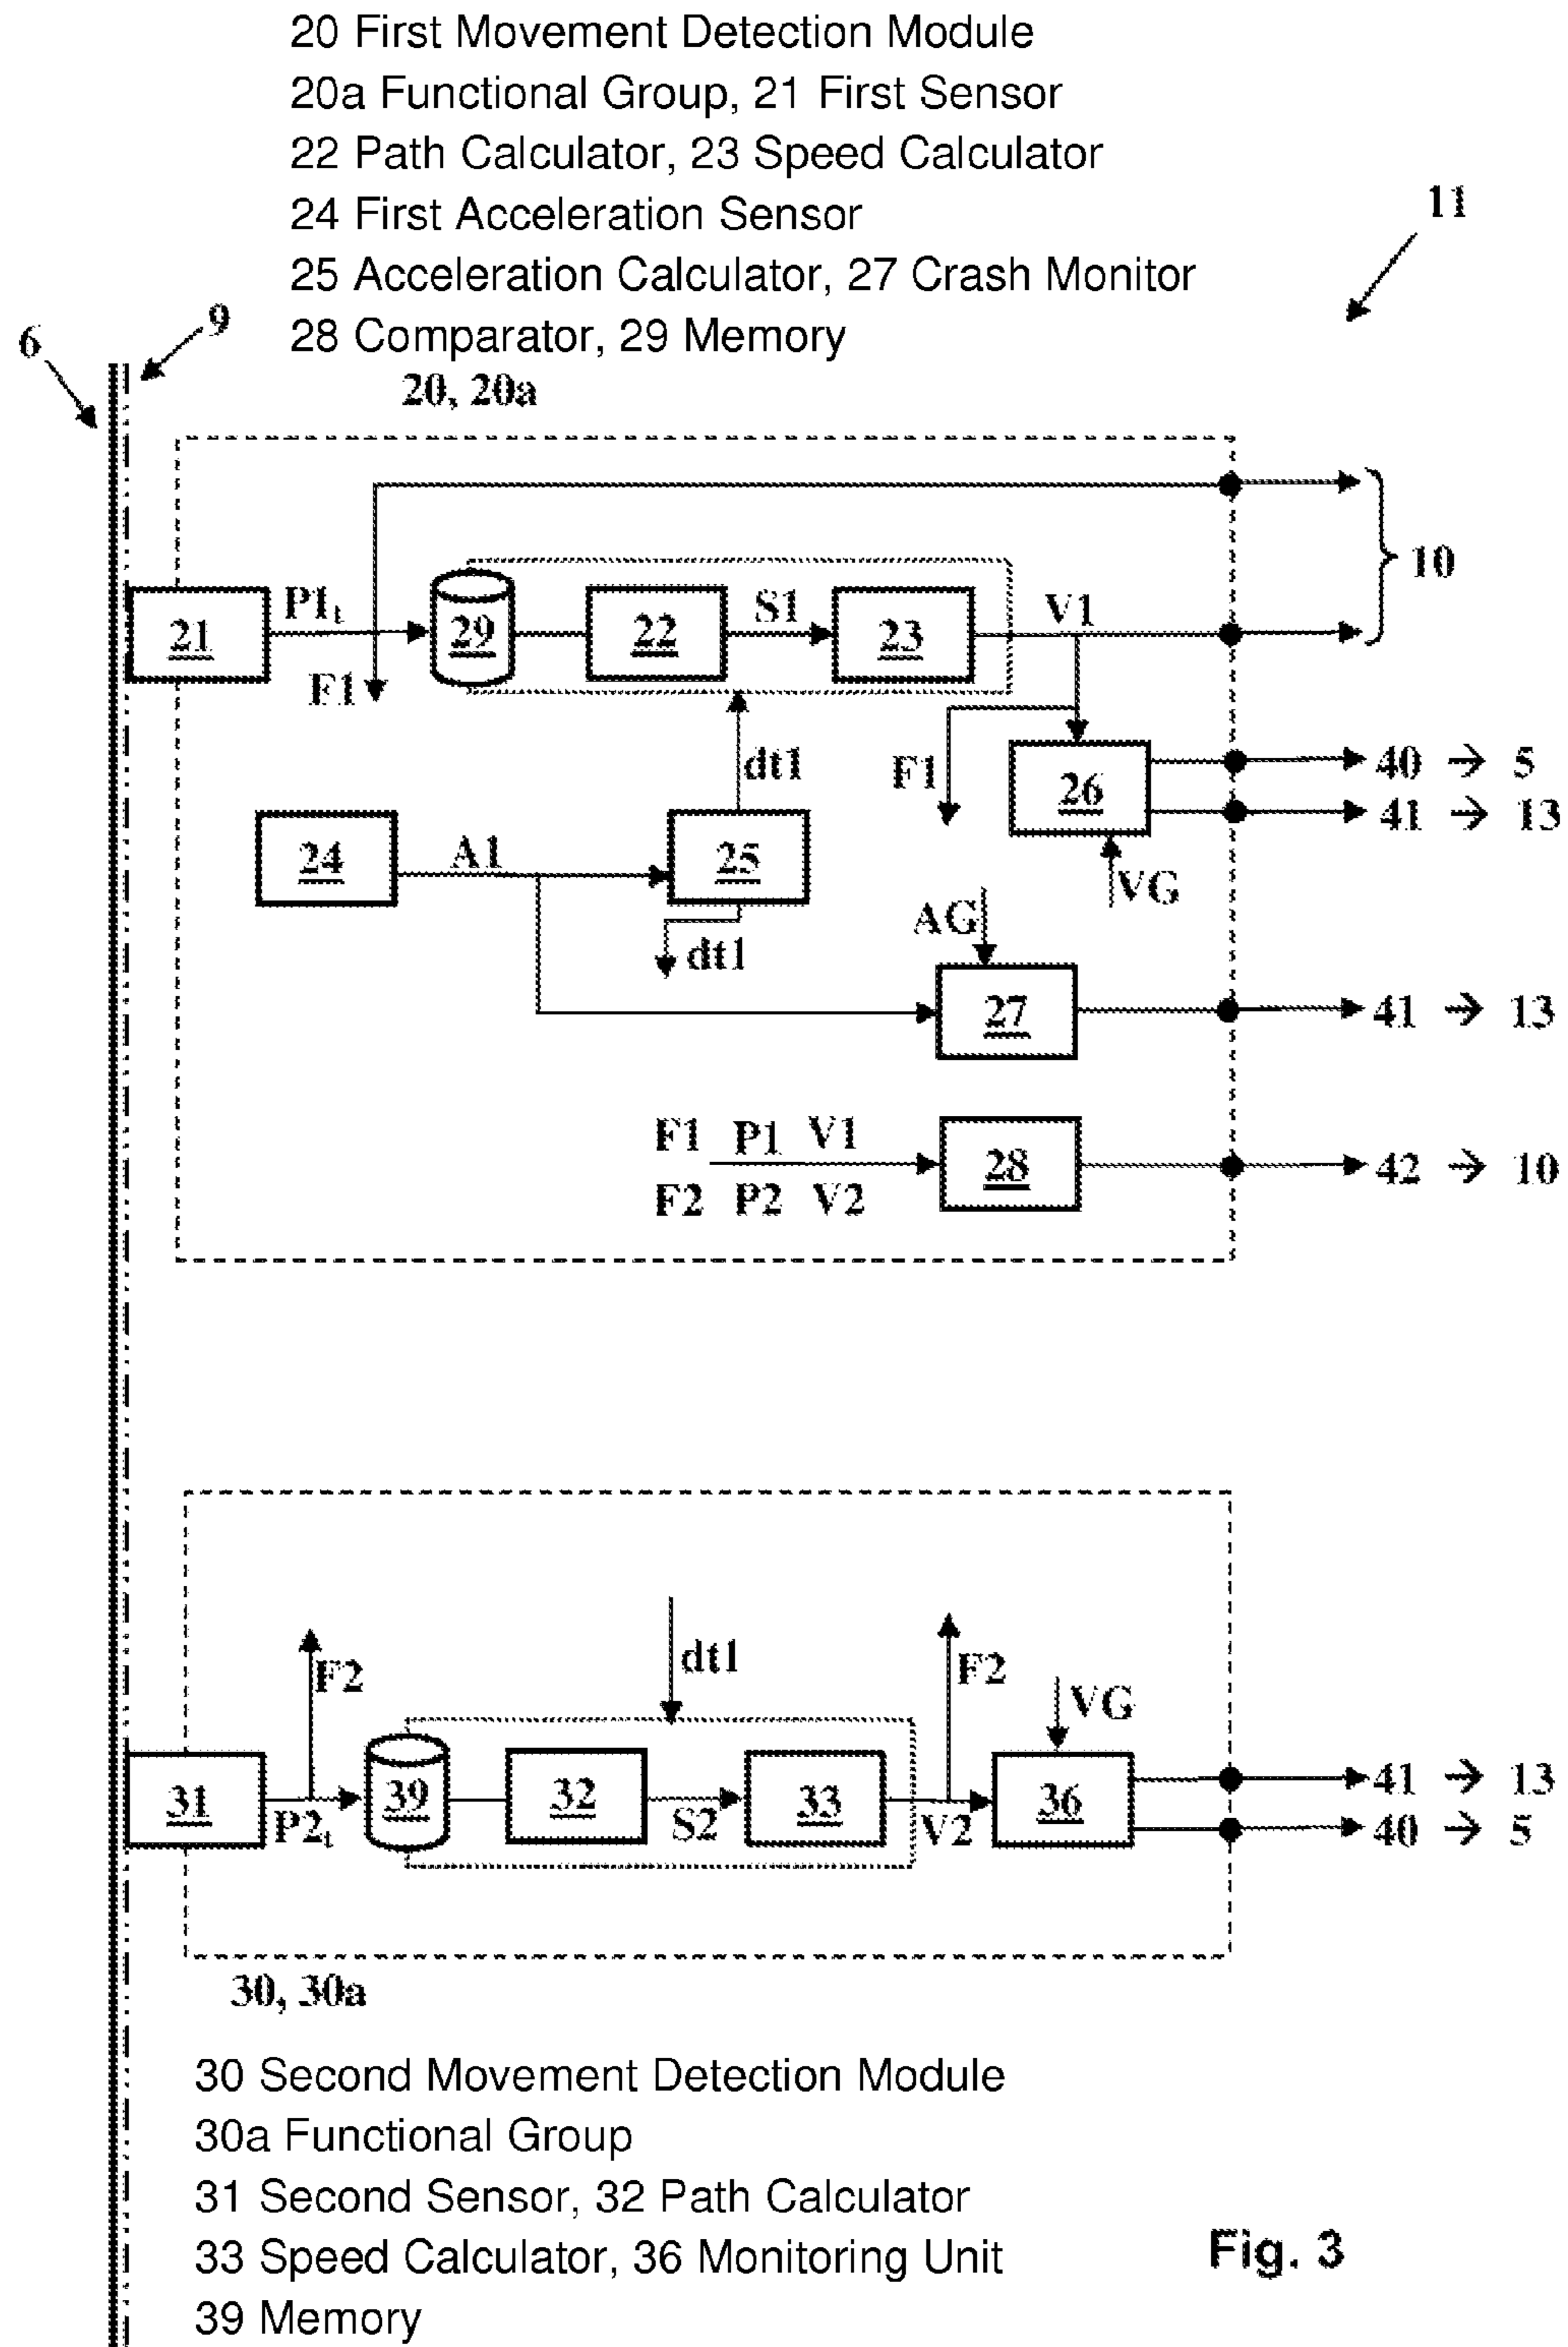 20 First Movement Detection Module
20a Functional Group, 21 First Sensor
22 Path Calculator, 23 Speed Calculator
24 First Acceleration Sensor
25 Acceleration Calculator, 27 Crash Monitor
28 Comparator, 29 Memory
11
6
9
20, 20a
10
21
P1t
29
22
S1
23
V1
F1
dt1
F1
26
40 → 5
41 → 13
VG
24
A1
25
dt1
AG
27
41 → 13
F1 P1 V1
F2 P2 V2
28
42 → 10
F2
dt1
F2
VG
31
P2t
39
32
S2
33
V2
36
41 → 13
40 → 5
30, 30a
30 Second Movement Detection Module
30a Functional Group
31 Second Sensor, 32 Path Calculator
33 Speed Calculator, 36 Monitoring Unit
39 Memory
Fig. 3